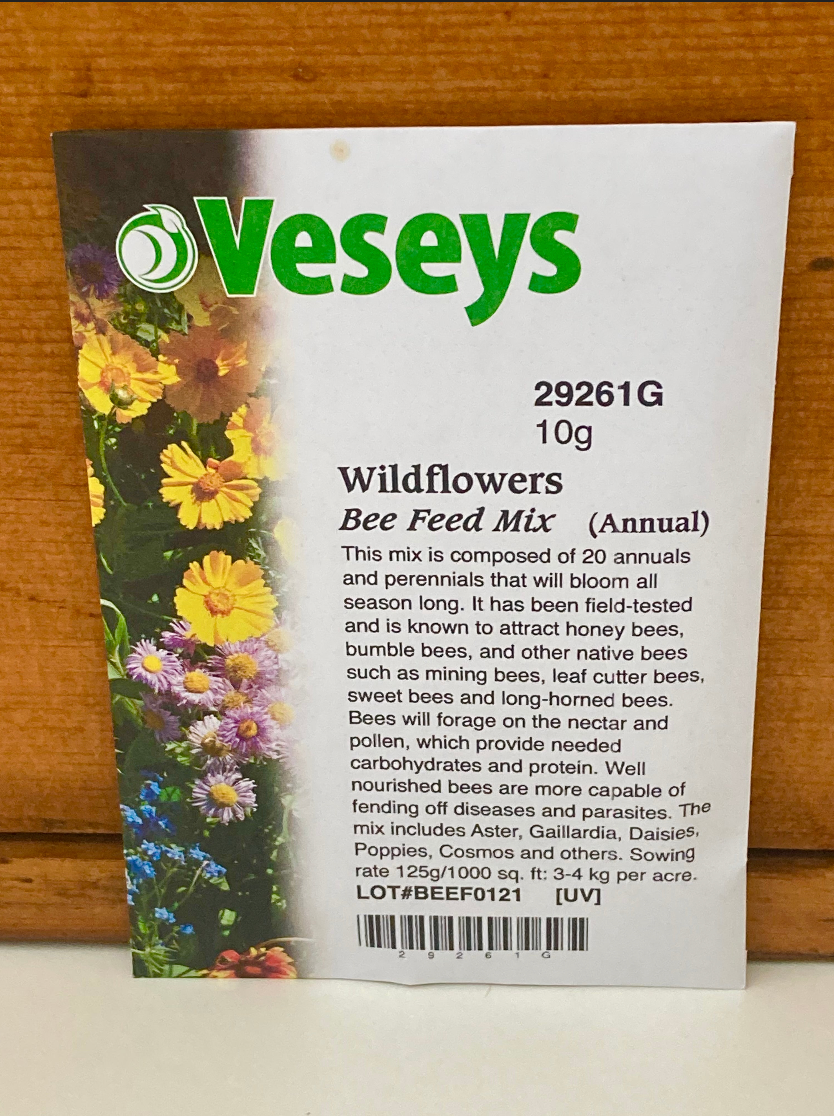 Veseys
29261G
10g
Wildflowers
Bee Feed Mix (Annual)
This mix is composed of 20 annuals
and perennials that will bloom all
season long. It has been field-tested
and is known to attract honey bees,
bumble bees, and other native bees
such as mining bees, leaf cutter bees,
sweet bees and long-horned bees.
Bees will forage on the nectar and
pollen, which provide needed
carbohydrates and protein. Well
nourished bees are more capable of
fending off diseases and parasites. The
mix includes Aster, Gaillardia, Daisies,
Poppies, Cosmos and others. Sowing
rate 125g/1000 sq. ft: 3-4 kg per acre.
LOT#BEEF0121 [UV]
2 9 2 6 1 G